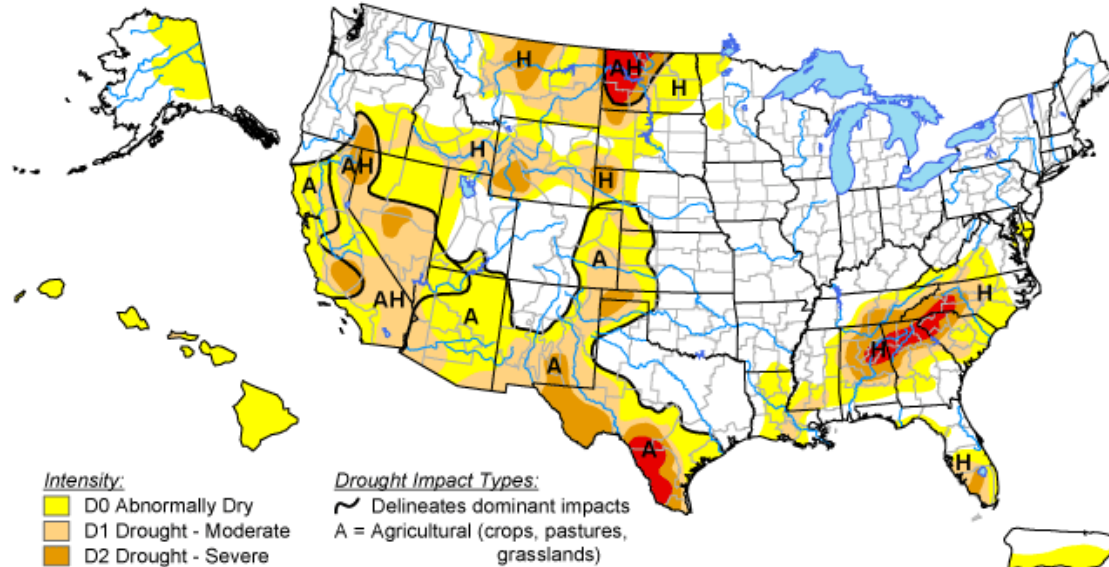 H
AH
H
AH
H
A
H
A
H
AH
A
A
H
A
H
Intensity:
D0 Abnormally Dry
D1 Drought - Moderate
D2 Drought - Severe
Drought Impact Types:
Delineates dominant impacts
A = Agricultural (crops, pastures,
grasslands)